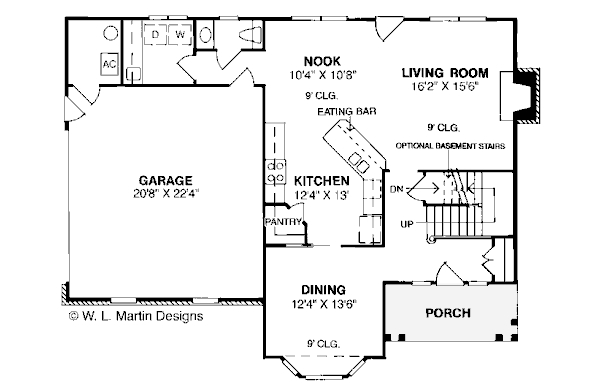 D W
AC
NOOK
10'4" X 10'8"
9' CLG.
EATING BAR
LIVING ROOM
16'2" X 15'6"
9' CLG.
OPTIONAL BASEMENT STAIRS
GARAGE
20'8" X 22'4"
KITCHEN
12'4" X 13'
PANTRY
DN
UP
DINING
12'4" X 13'6"
9' CLG.
PORCH
© W. L. Martin Designs